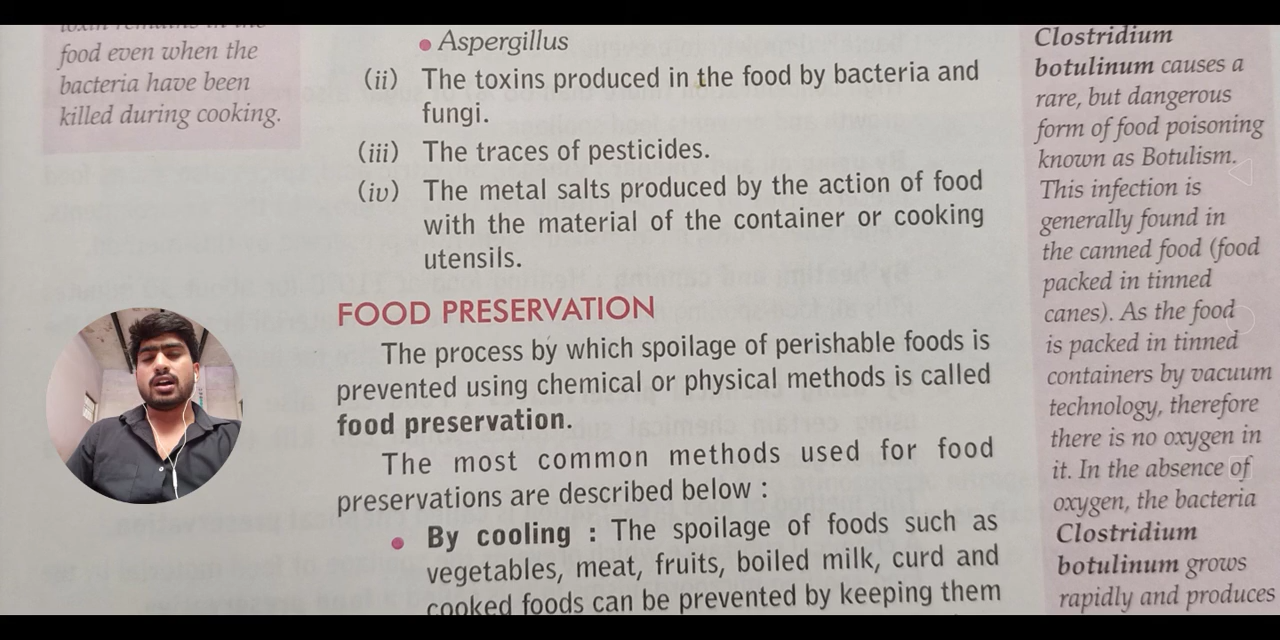 food even when the
bacteria have been
killed during cooking.
• Aspergillus
(ii) The toxins produced in the food by bacteria and
fungi.
(iii) The traces of pesticides.
(iv) The metal salts produced by the action of food
with the material of the container or cooking
utensils.
FOOD PRESERVATION
The process by which spoilage of perishable foods is
prevented using chemical or physical methods is called
food preservation.
The most common methods used for food
preservations are described below :
• By cooling : The spoilage of foods such as
vegetables, meat, fruits, boiled milk, curd and
cooked foods can be prevented by keeping them
Clostridium
botulinum causes a
rare, but dangerous
form of food poisoning
known as Botulism.
This infection is
generally found in
the canned food (food
packed in tinned
canes). As the food
is packed in tinned
containers by vacuum
technology, therefore
there is no oxygen in
it. In the absence of
oxygen, the bacteria
Clostridium
botulinum grows
rapidly and produces